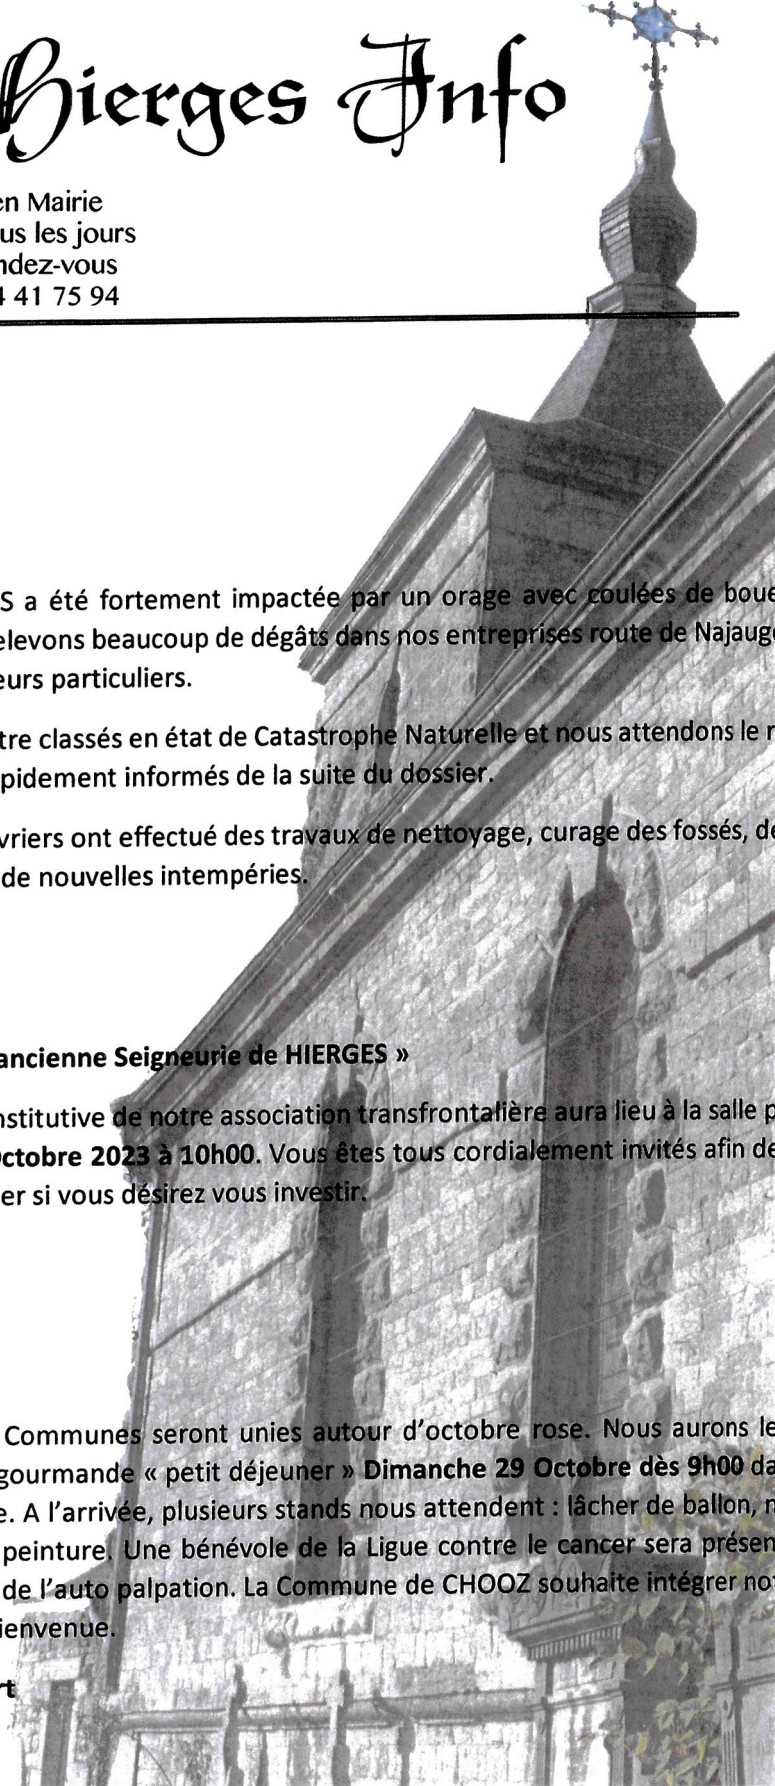 Hierges Info
en Mairie
us les jours
ndez-vous
4 41 75 94
S a été fortement impactée par un orage avec coulées de boue
elevons beaucoup de dégâts dans nos entreprises route de Najauge
eurs particuliers.
tre classés en état de Catastrophe Naturelle et nous attendons le r
pidement informés de la suite du dossier.
vriers ont effectué des travaux de nettoyage, curage des fossés, de
de nouvelles intempéries.
ancienne Seigneurie de HIERGES »
nstitutive de notre association transfrontalière aura lieu à la salle p
octobre 2023 à 10h00. Vous êtes tous cordialement invités afin de
er si vous désirez vous investir.
Communes seront unies autour d'octobre rose. Nous aurons le
gourmande « petit déjeuner » Dimanche 29 Octobre dès 9h00 da
e. A l'arrivée, plusieurs stands nous attendent : lâcher de ballon, m
peinture. Une bénévole de la Ligue contre le cancer sera présen
de l'auto palpation. La Commune de CHOOZ souhaite intégrer not
ienvenue.
rt